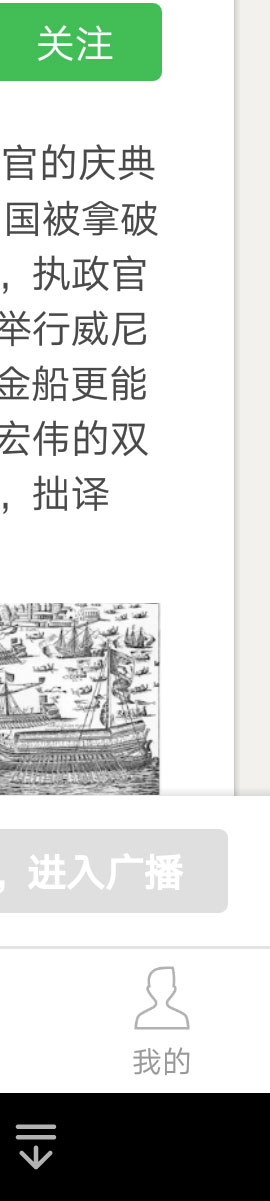 关注
官的庆典
国被拿破
，执政官
举行威尼
金船更能
宏伟的双
，拙译
，进入广播
我的